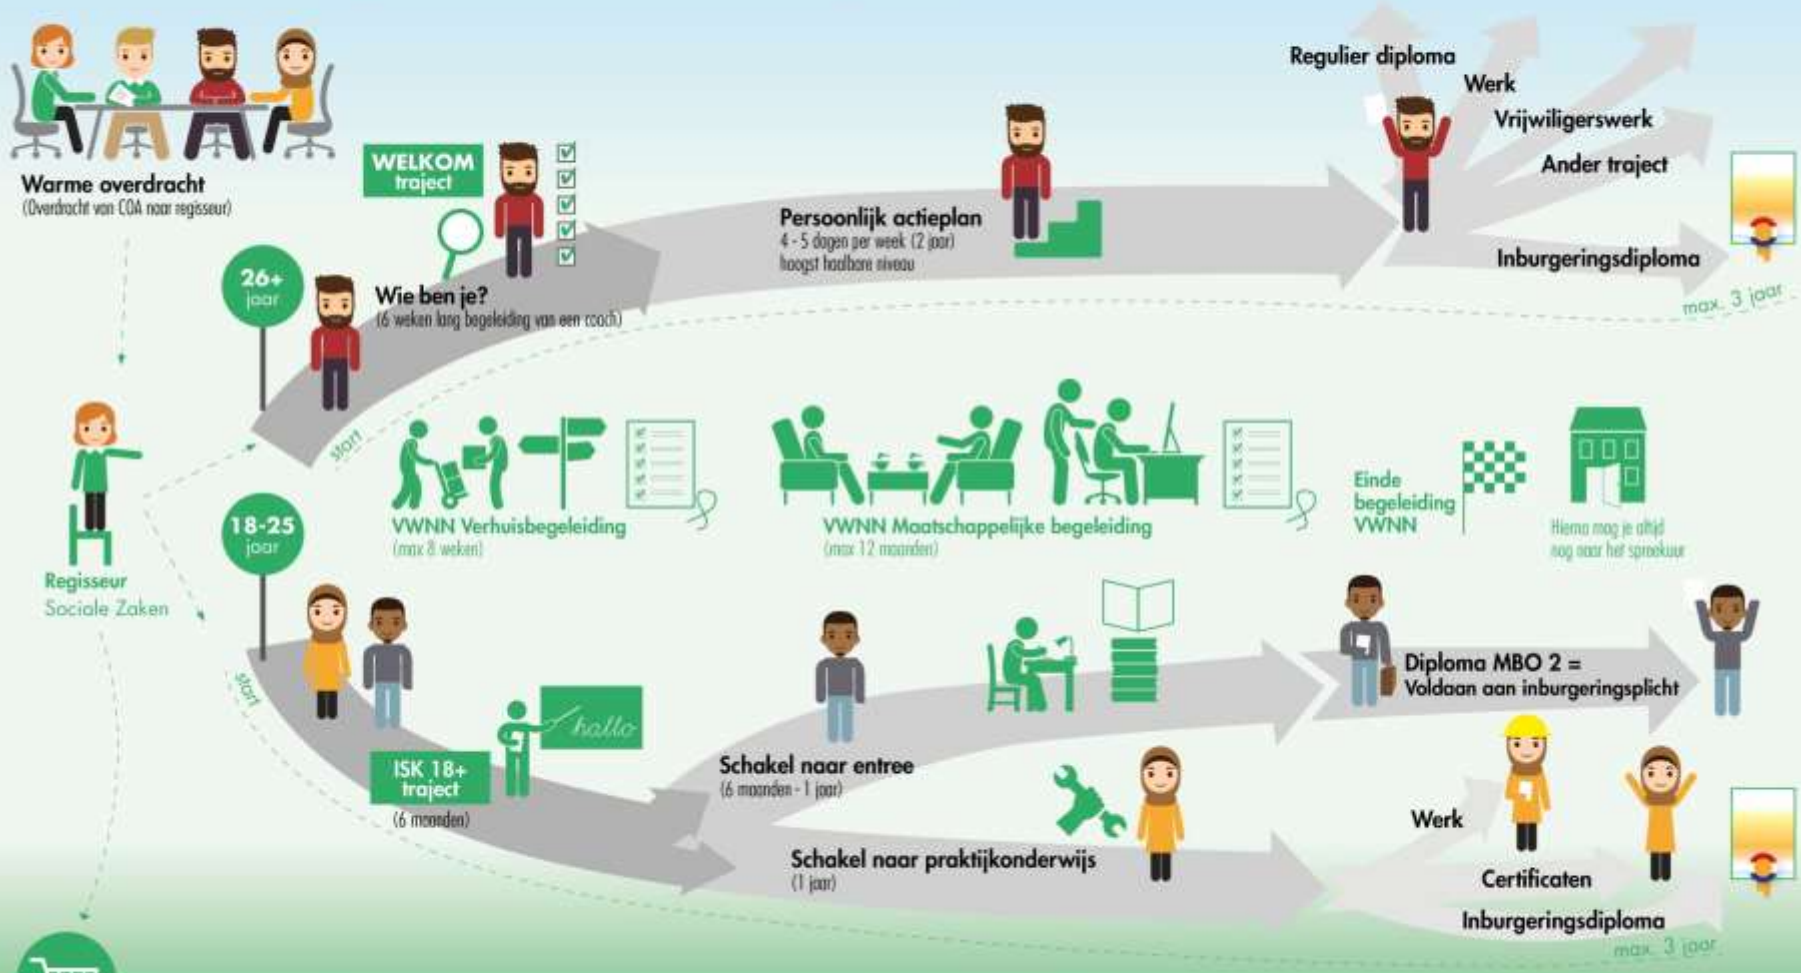 Warme overdracht
(Overdracht van COA naar regisseur)
WELKOM
traject
26+
jaar
Wie ben je?
(6 weken lang begeleiding van een coach)
start
Persoonlijk actieplan
4 - 5 dagen per week (2 jaar)
hoogst haalbare niveau
Regulier diploma
Werk
Vrijwiligerswerk
Ander traject
Inburgeringsdiploma
max. 3 jaar
VWNN Verhuisbegeleiding
(max 8 weken)
VWNN Maatschappelijke begeleiding
(max 12 maanden)
Einde
begeleiding
VWNN
Hierna mag je altijd
nog naar het spreekuur
Regisseur
Sociale Zaken
18-25
jaar
start
ISK 18+
traject
(6 maanden)
hallo
Schakel naar entree
(6 maanden - 1 jaar)
Diploma MBO 2 =
Voldaan aan inburgeringsplicht
Schakel naar praktijkonderwijs
(1 jaar)
Werk
Certificaten
Inburgeringsdiploma
max. 3 jaar